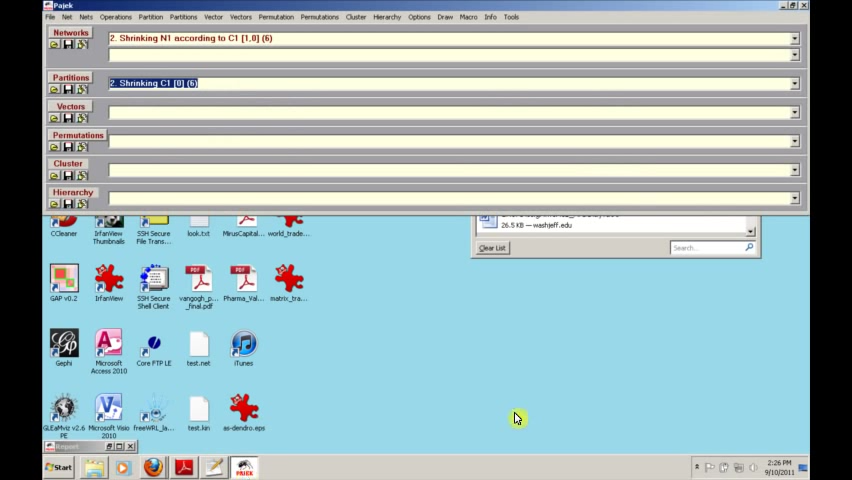 Pajek
File Net Nets Operations Partition Partitions Vector Vectors Permutation Permutations Cluster Hierarchy Options Draw Macro Info Tools
Networks
2. Shrinking N1 according to C1 [1,0] (6)
Partitions
2. Shrinking C1 [0] (6)
Vectors
Permutations
Cluster
Hierarchy
26.5 KB — washjeff.edu
Clear List
Search...
CCleaner
IrfanView Thumbnails
SSH Secure File Trans...
look.txt
MirusCapital...
world_trade...
GAP v0.2
IrfanView
SSH Secure Shell Client
vangogh_p... _final.pdf
Pharma_Val...
matrix_tra...
Gephi
Microsoft Access 2010
Core FTP LE
test.net
iTunes
GLEaMviz v2.6 PE
Microsoft Visio 2010
freeWRL_la...
test.kin
as-dendro.eps
Report
Start
PAJEK
2:26 PM
9/10/2011